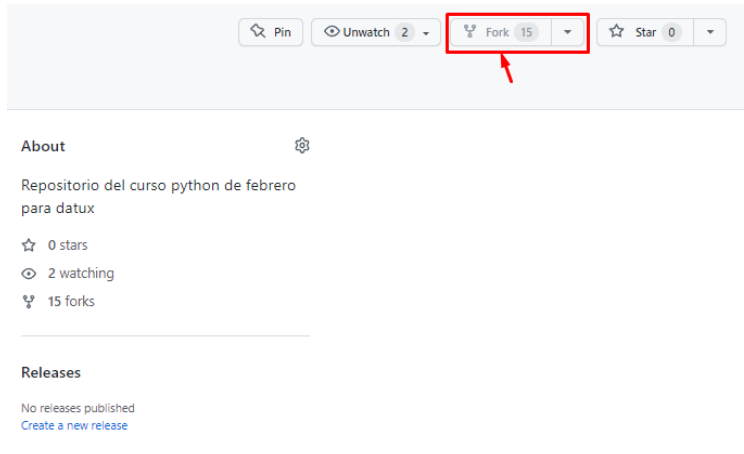 Pin Unwatch 2 Fork 15 Star 0
About
Repositorio del curso python de febrero
para datux
0 stars
2 watching
15 forks
Releases
No releases published
Create a new release